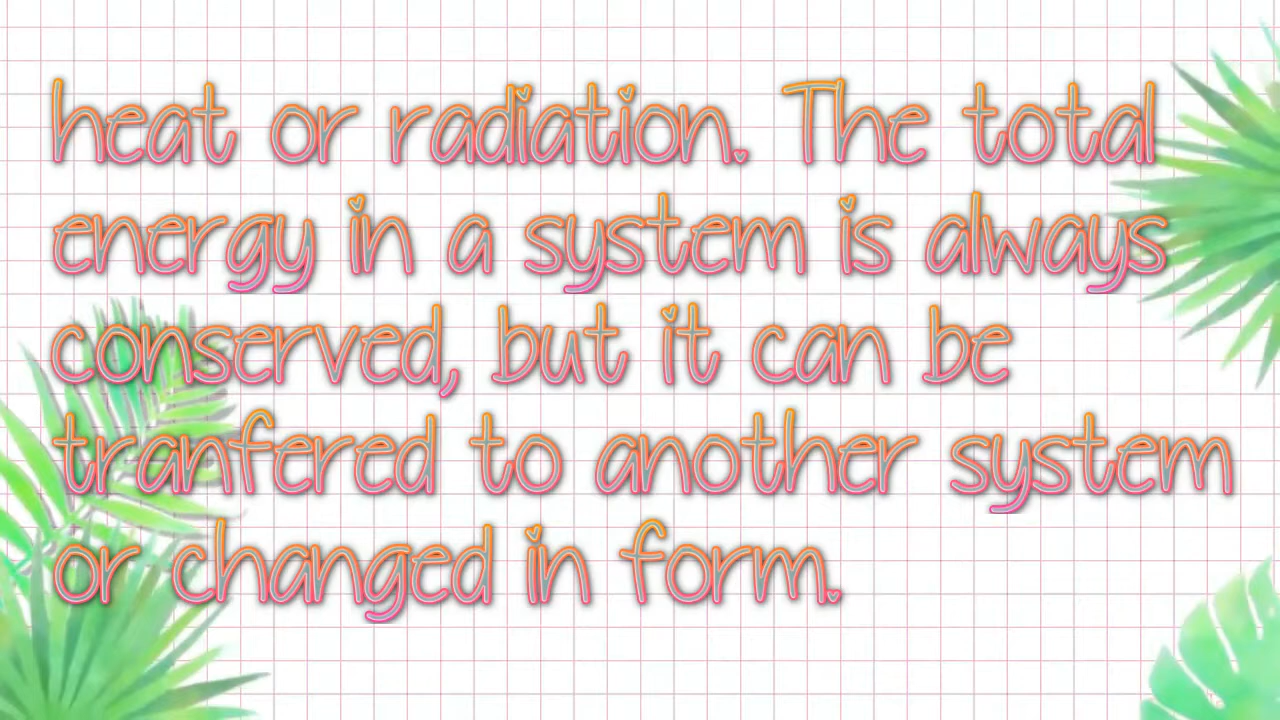 heat or radiation. The total
energy in a system is always
conserved, but it can be
tranfered to another system
or changed in form.